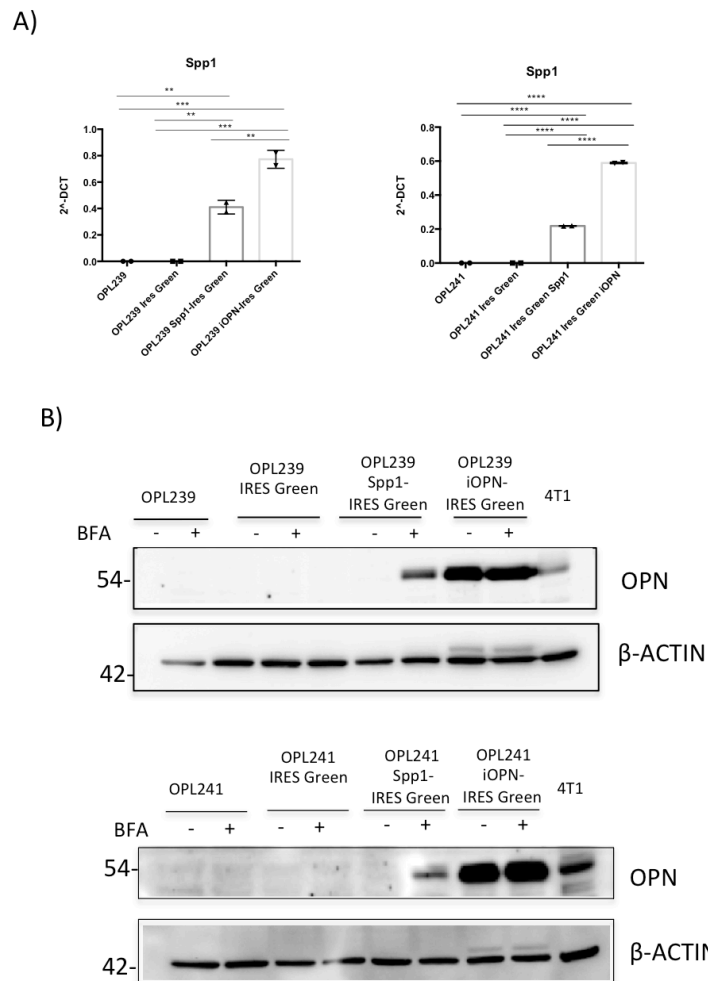 A)
Spp1
**
***
**
***
**
1.0
0.8
0.6
0.4
0.2
0.0
2^-DCT
OPL239
OPL239 Ires Green
OPL239 Spp1-Ires Green
OPL239 iOPN-Ires Green
Spp1
****
****
****
****
****
0.8
0.6
0.4
0.2
0.0
2^-DCT
OPL241
OPL241 Ires Green
OPL241 Ires Green Spp1
OPL241 Ires Green iOPN
B)
OPL239
OPL239
IRES Green
OPL239
Spp1-
IRES Green
OPL239
iOPN-
IRES Green
4T1
BFA - + - + - + - +
54- OPN
42- β-ACTIN
OPL241
OPL241
IRES Green
OPL241
Spp1-
IRES Green
OPL241
iOPN-
IRES Green
4T1
BFA - + - + - + - +
54- OPN
42- β-ACTIN